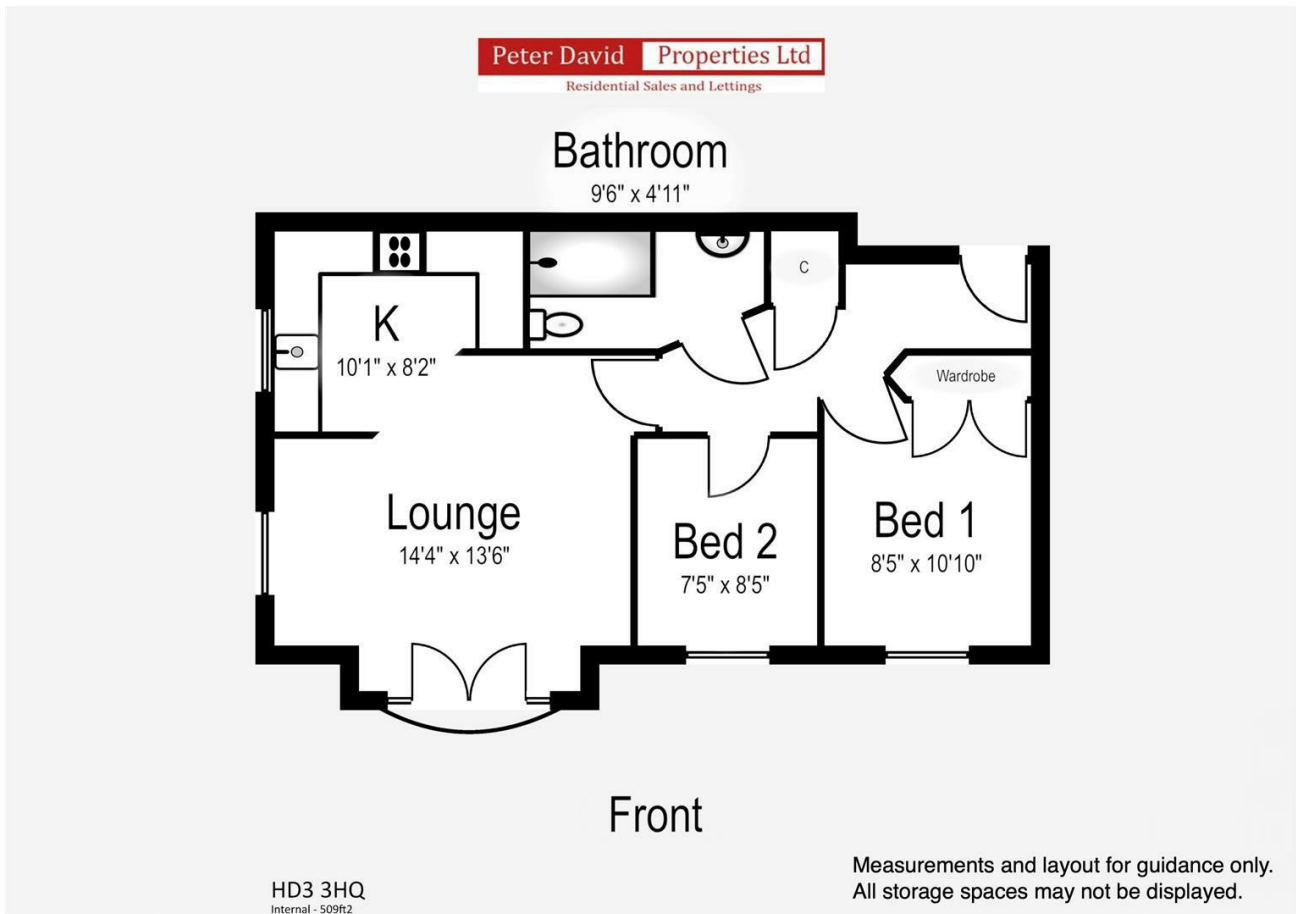 Peter David Properties Ltd
Residential Sales and Lettings
Bathroom
9'6" x 4'11"
C
K
10'1" x 8'2"
Wardrobe
Lounge
14'4" x 13'6"
Bed 2
7'5" x 8'5"
Bed 1
8'5" x 10'10"
Front
HD3 3HQ
Internal - 509ft2
Measurements and layout for guidance only.
All storage spaces may not be displayed.